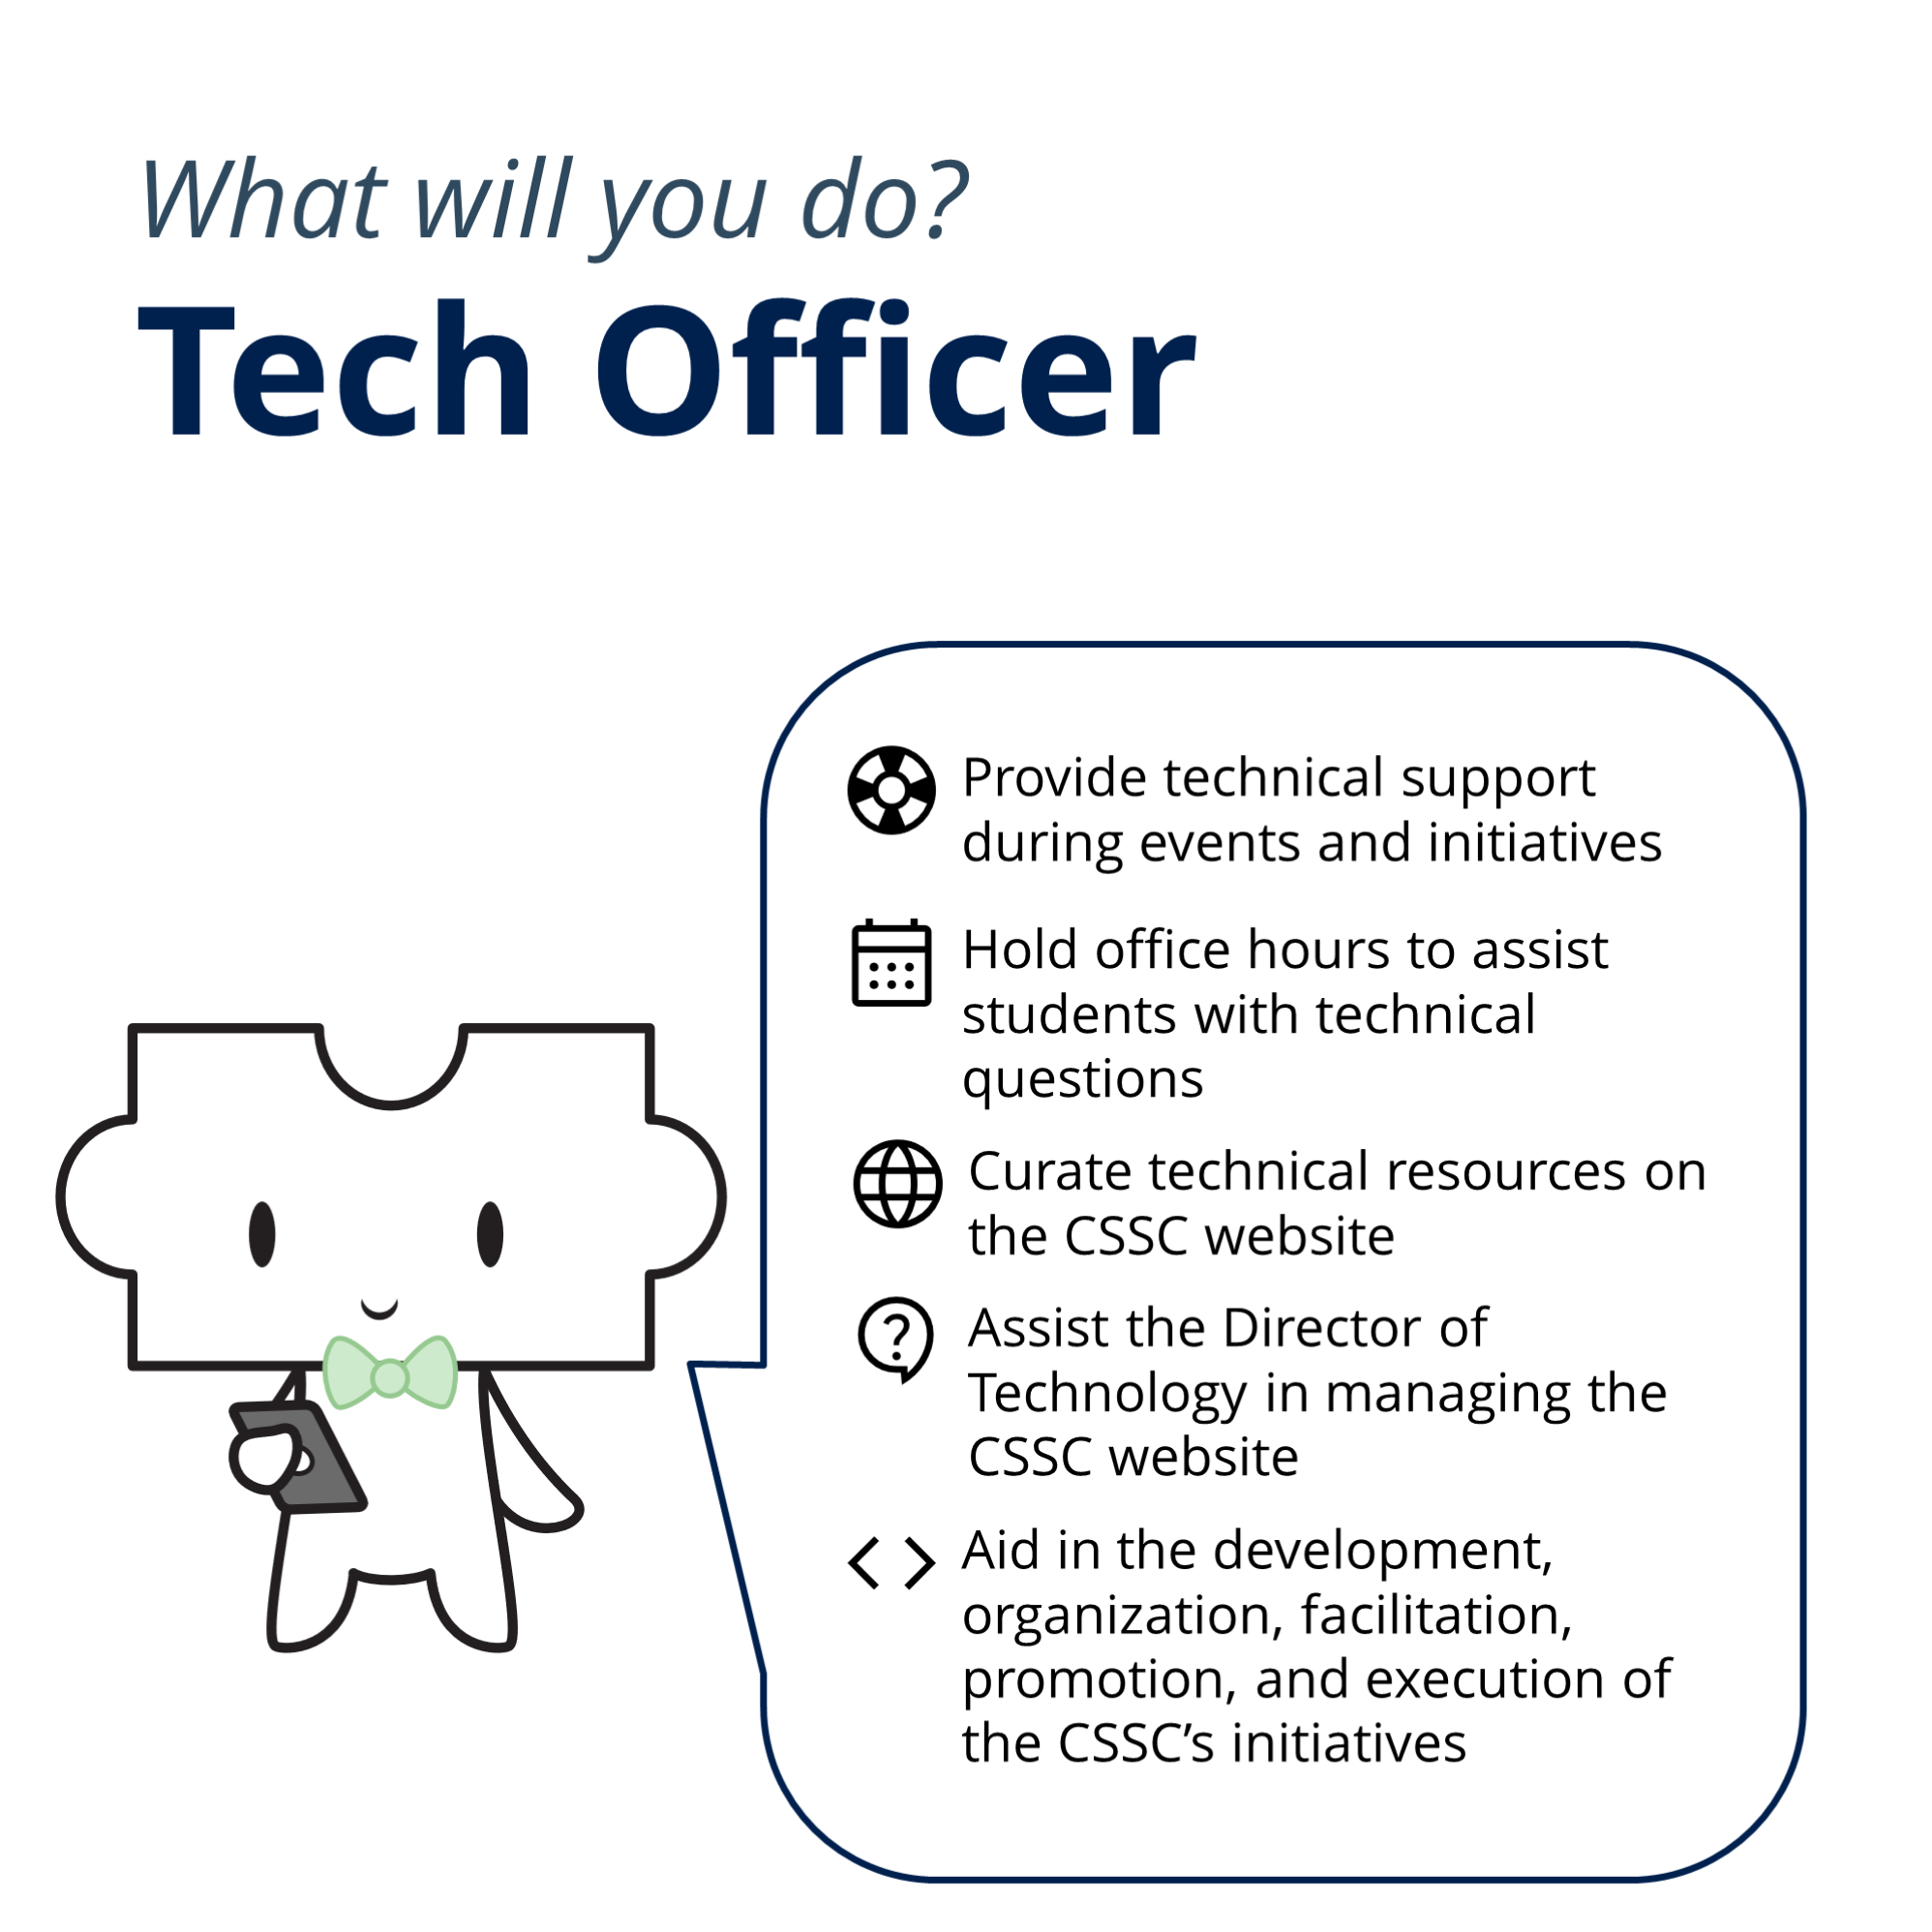 What will you do?
Tech Officer
Provide technical support
during events and initiatives
Hold office hours to assist
students with technical
questions
Curate technical resources on
the CSSC website
Assist the Director of
Technology in managing the
CSSC website
Aid in the development,
organization, facilitation,
promotion, and execution of
the CSSC’s initiatives